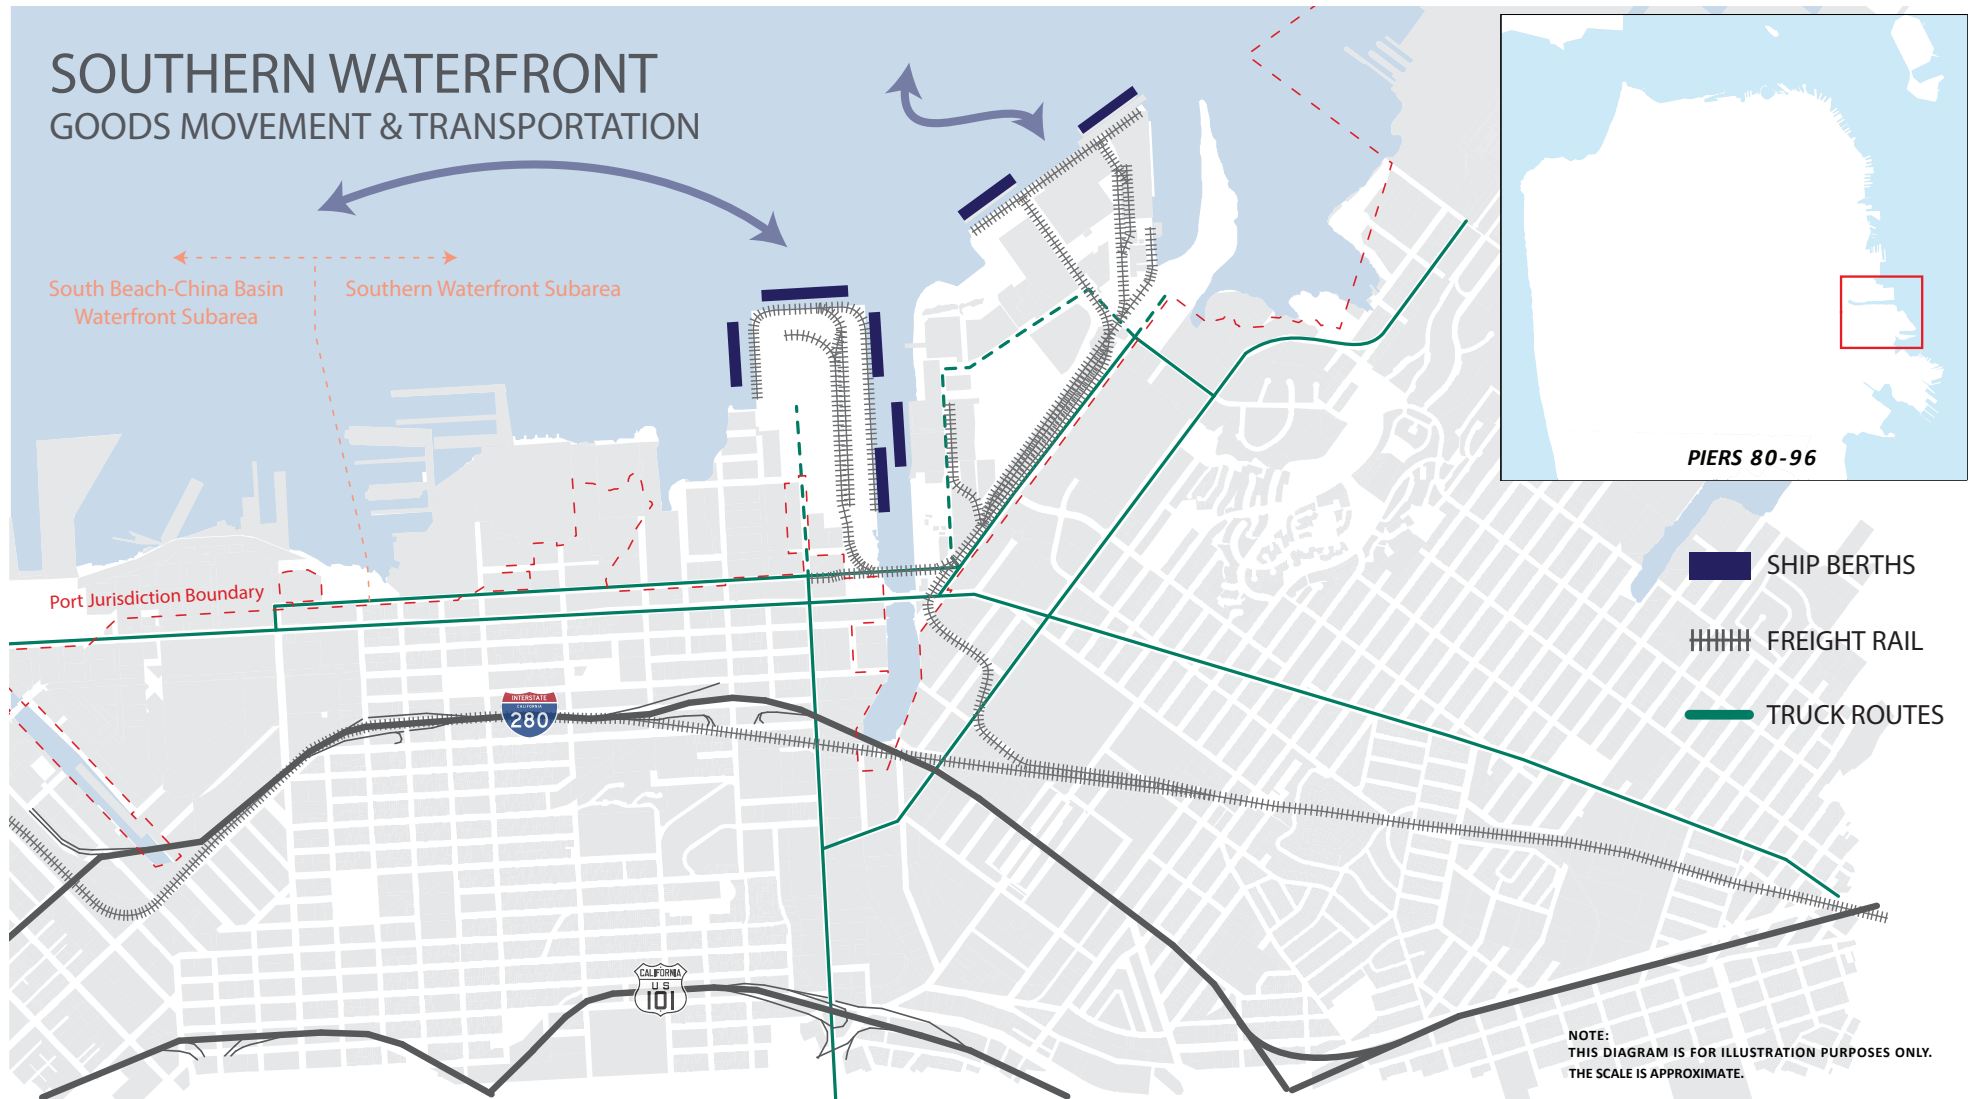 SOUTHERN WATERFRONT
GOODS MOVEMENT & TRANSPORTATION
South Beach-China Basin
Waterfront Subarea
Southern Waterfront Subarea
Port Jurisdiction Boundary
INTERSTATE
CALIFORNIA
280
CALIFORNIA
US
101
PIERS 80-96
SHIP BERTHS
FREIGHT RAIL
TRUCK ROUTES
NOTE:
THIS DIAGRAM IS FOR ILLUSTRATION PURPOSES ONLY.
THE SCALE IS APPROXIMATE.